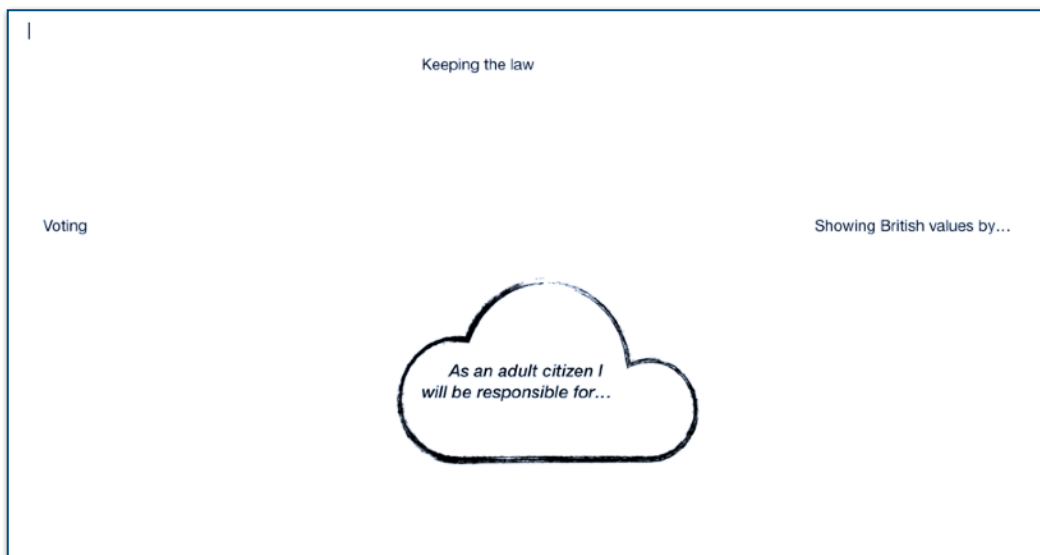 Keeping the law
Voting
Showing British values by…
As an adult citizen I
will be responsible for…